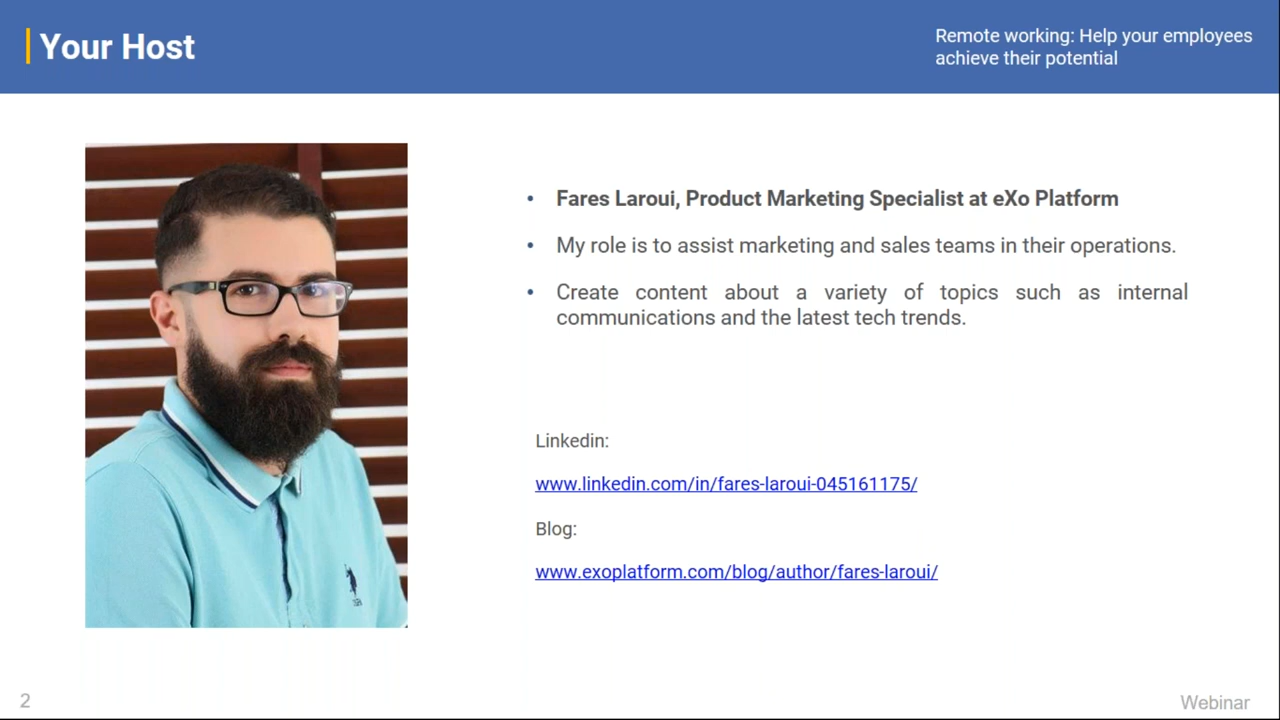 Your Host
Remote working: Help your employees
achieve their potential
• Fares Laroui, Product Marketing Specialist at eXo Platform
• My role is to assist marketing and sales teams in their operations.
• Create content about a variety of topics such as internal
communications and the latest tech trends.
Linkedin:
www.linkedin.com/in/fares-laroui-045161175/
Blog:
www.exoplatform.com/blog/author/fares-laroui/
2
Webinar